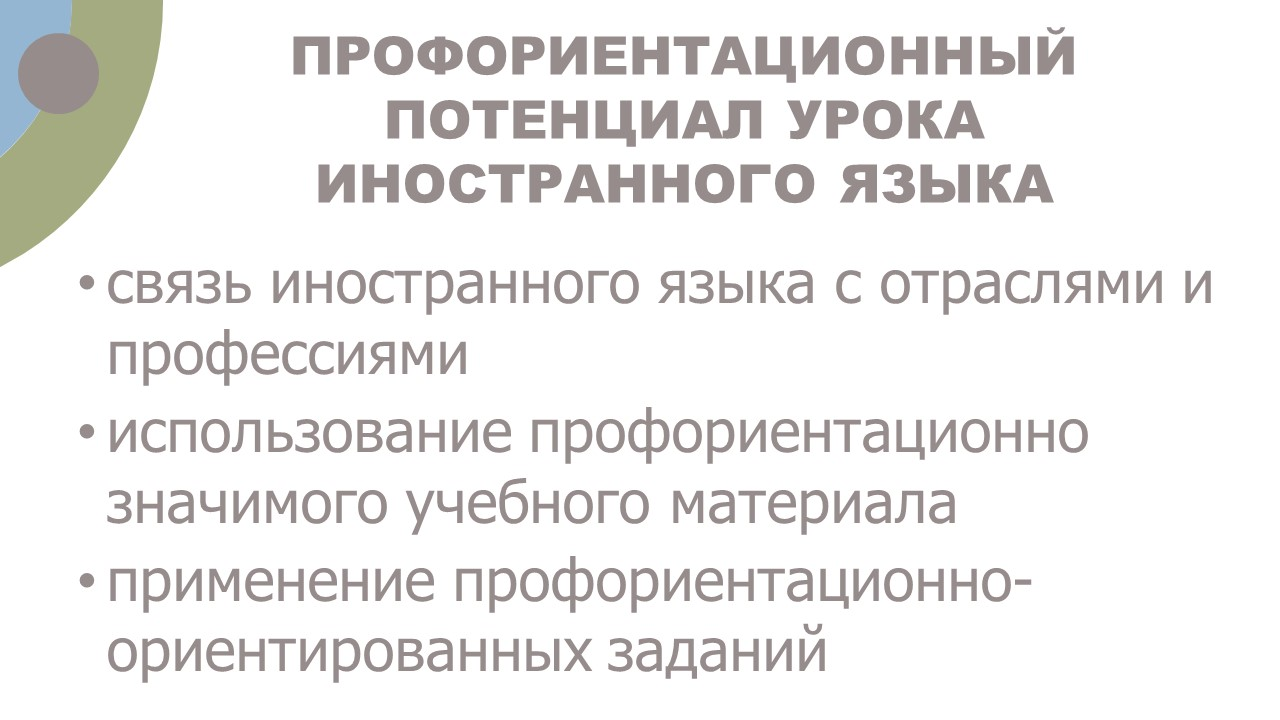 ПРОФОРИЕНТАЦИОННЫЙ
ПОТЕНЦИАЛ УРОКА
ИНОСТРАННОГО ЯЗЫКА
• связь иностранного языка с отраслями и
профессиями
• использование профориентационно
значимого учебного материала
• применение профориентационно-
ориентированных заданий